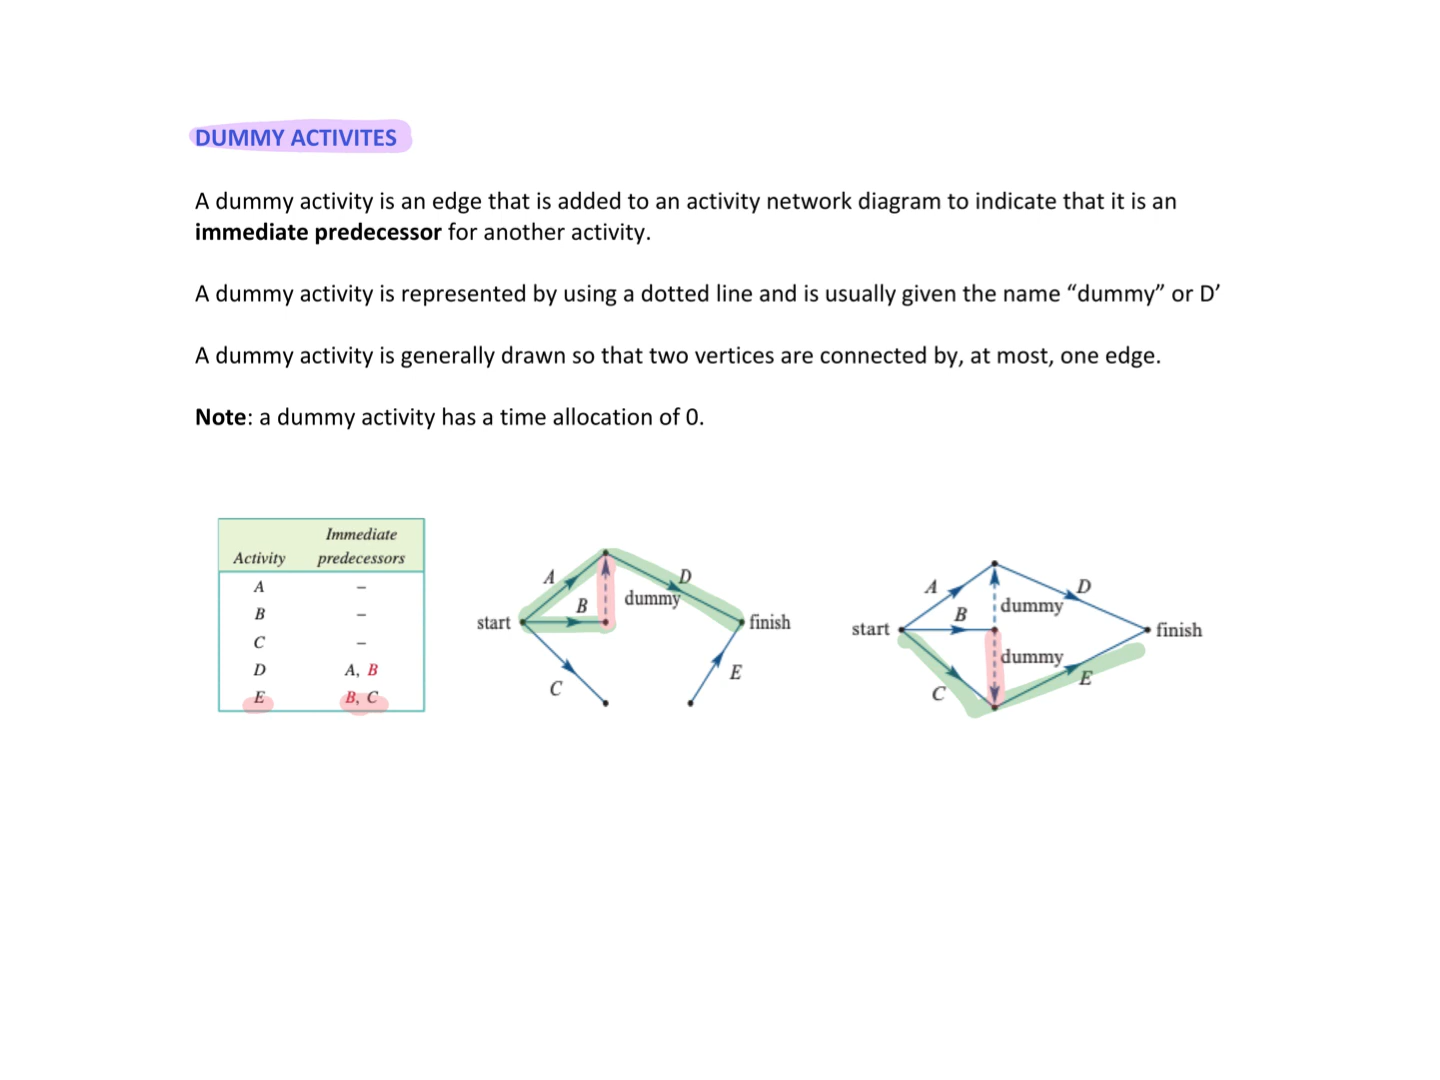 DUMMY ACTIVITES
A dummy activity is an edge that is added to an activity network diagram to indicate that it is an
immediate predecessor for another activity.
A dummy activity is represented by using a dotted line and is usually given the name “dummy” or D’
A dummy activity is generally drawn so that two vertices are connected by, at most, one edge.
Note: a dummy activity has a time allocation of 0.
Immediate
Activity predecessors
A –
B –
C –
D A, B
E B, C
A
D
B
dummy
start
finish
E
C
A
D
B
dummy
start
finish
dummy
E
C